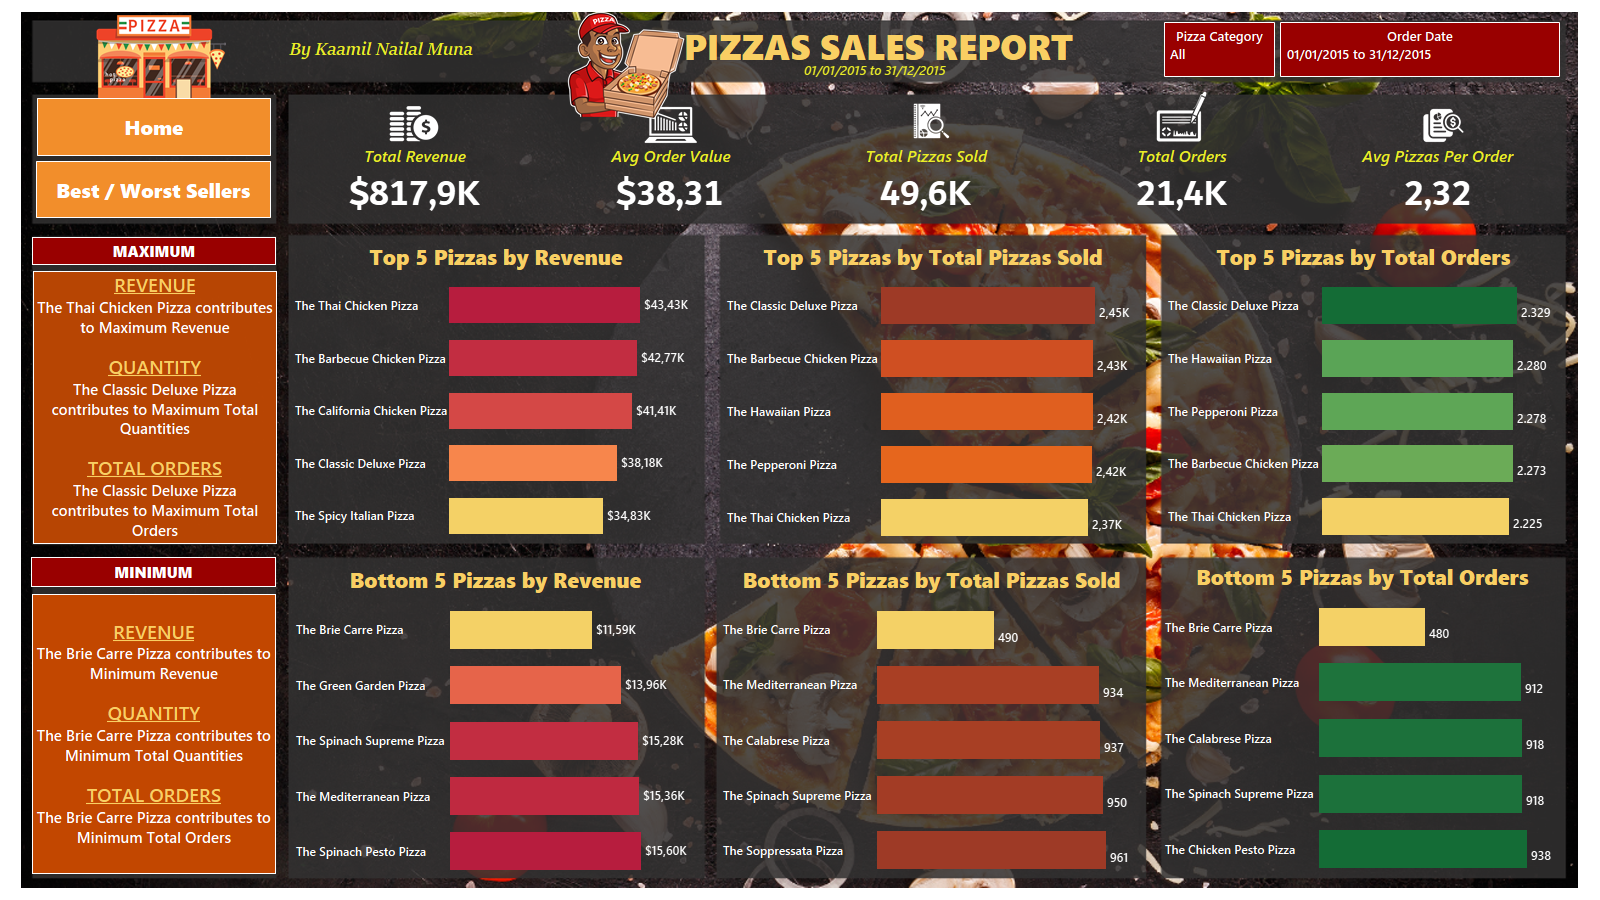 PIZZA
hot
pizza
By Kaamil Nailal Muna
PIZZA
PIZZAS SALES REPORT
01/01/2015 to 31/12/2015
Pizza Category
All
Order Date
01/01/2015 to 31/12/2015
Home
Best / Worst Sellers
Total Revenue
$817,9K
Avg Order Value
$38,31
Total Pizzas Sold
49,6K
Total Orders
21,4K
Avg Pizzas Per Order
2,32
MAXIMUM
REVENUE
The Thai Chicken Pizza contributes
to Maximum Revenue
QUANTITY
The Classic Deluxe Pizza
contributes to Maximum Total
Quantities
TOTAL ORDERS
The Classic Deluxe Pizza
contributes to Maximum Total
Orders
Top 5 Pizzas by Revenue
The Thai Chicken Pizza $43,43K
The Barbecue Chicken Pizza $42,77K
The California Chicken Pizza $41,41K
The Classic Deluxe Pizza $38,18K
The Spicy Italian Pizza $34,83K
Top 5 Pizzas by Total Pizzas Sold
The Classic Deluxe Pizza 2,45K
The Barbecue Chicken Pizza 2,43K
The Hawaiian Pizza 2,42K
The Pepperoni Pizza 2,42K
The Thai Chicken Pizza 2,37K
Top 5 Pizzas by Total Orders
The Classic Deluxe Pizza 2.329
The Hawaiian Pizza 2.280
The Pepperoni Pizza 2.278
The Barbecue Chicken Pizza 2.273
The Thai Chicken Pizza 2.225
MINIMUM
REVENUE
The Brie Carre Pizza contributes to
Minimum Revenue
QUANTITY
The Brie Carre Pizza contributes to
Minimum Total Quantities
TOTAL ORDERS
The Brie Carre Pizza contributes to
Minimum Total Orders
Bottom 5 Pizzas by Revenue
The Brie Carre Pizza $11,59K
The Green Garden Pizza $13,96K
The Spinach Supreme Pizza $15,28K
The Mediterranean Pizza $15,36K
The Spinach Pesto Pizza $15,60K
Bottom 5 Pizzas by Total Pizzas Sold
The Brie Carre Pizza 490
The Mediterranean Pizza 934
The Calabrese Pizza 937
The Spinach Supreme Pizza 950
The Soppressata Pizza 961
Bottom 5 Pizzas by Total Orders
The Brie Carre Pizza 480
The Mediterranean Pizza 912
The Calabrese Pizza 918
The Spinach Supreme Pizza 918
The Chicken Pesto Pizza 938